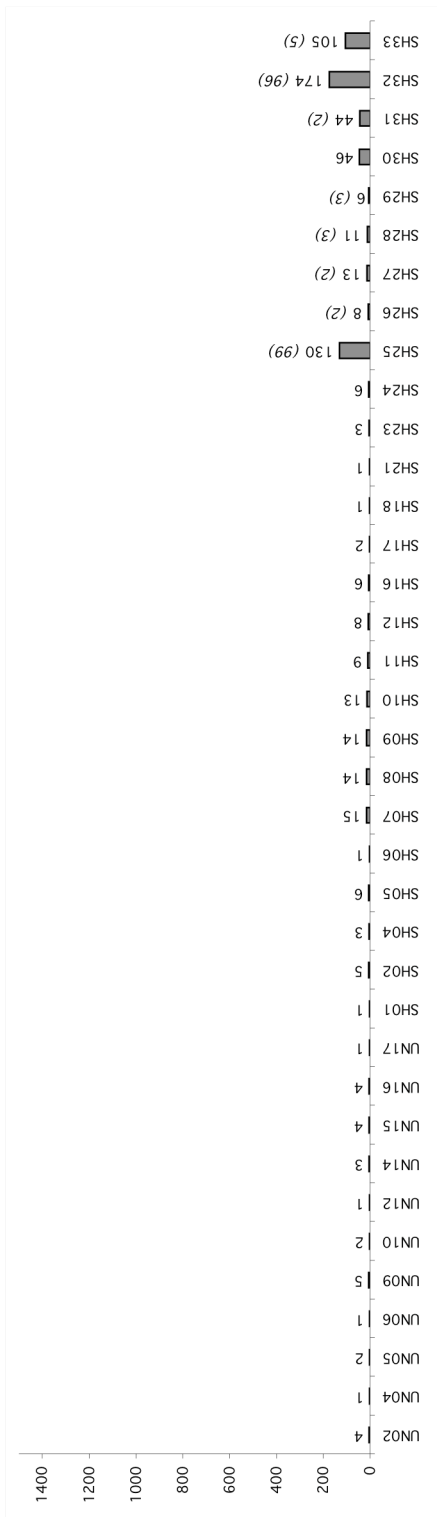 1400 1200 1000 800 600 400 200 0
UN02 4
UN04 1
UN05 2
UN06 1
UN09 5
UN10 2
UN12 1
UN14 3
UN15 4
UN16 4
UN17 1
SH01 1
SH02 5
SH04 3
SH05 6
SH06 1
SH07 15
SH08 14
SH09 14
SH10 13
SH11 9
SH12 8
SH16 6
SH17 2
SH18 1
SH21 1
SH23 3
SH24 6
SH25 130 (99)
SH26 8 (2)
SH27 13 (2)
SH28 11 (3)
SH29 6 (3)
SH30 46
SH31 44 (2)
SH32 174 (96)
SH33 105 (5)